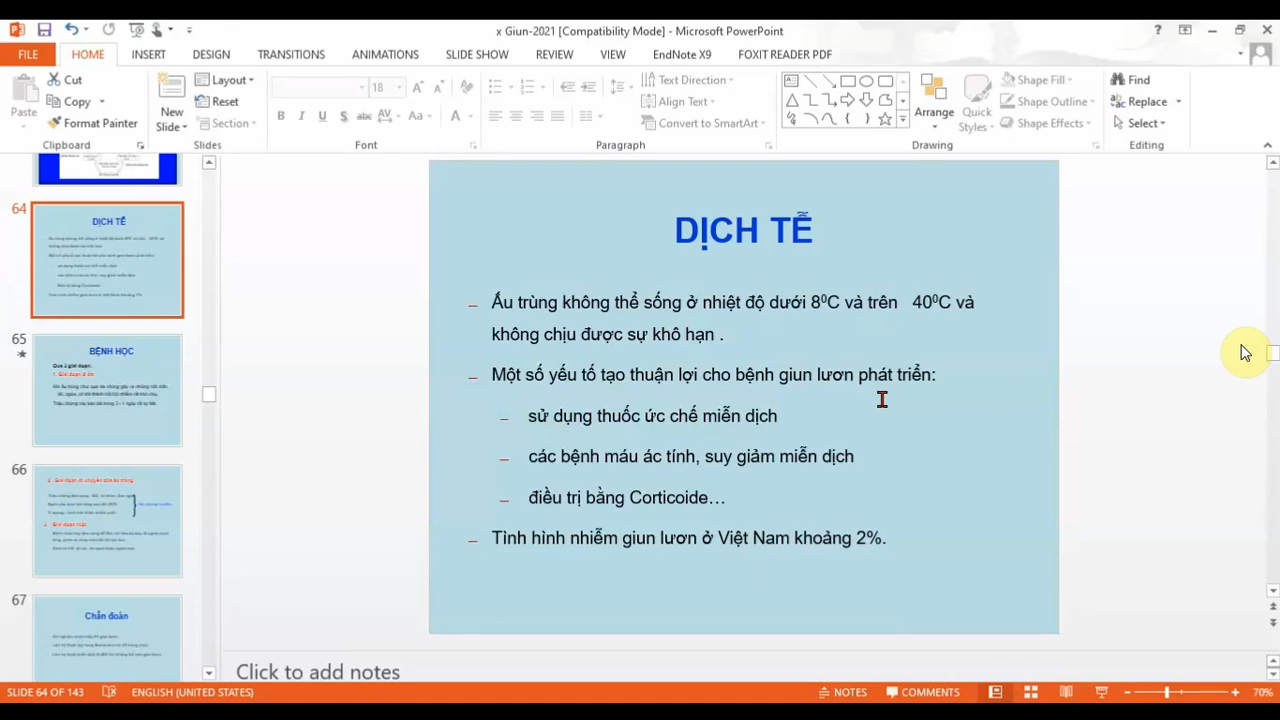 x Giun-2021 [Compatibility Mode] - Microsoft PowerPoint
FILE HOME INSERT DESIGN TRANSITIONS ANIMATIONS SLIDE SHOW REVIEW VIEW EndNote X9 FOXIT READER PDF
Paste
Cut
Copy
Format Painter
Clipboard
New Slide
Layout
Reset
Section
Slides
18
Font
Text Direction
Align Text
Convert to SmartArt
Paragraph
Arrange
Quick Styles
Shape Fill
Shape Outline
Shape Effects
Drawing
Find
Replace
Select
Editing
64
DỊCH TỄ
65
BỆNH HỌC
66
67
Chẩn đoán
DỊCH TỄ
– Ấu trùng không thể sống ở nhiệt độ dưới 8⁰C và trên 40⁰C và
không chịu được sự khô hạn .
– Một số yếu tố tạo thuận lợi cho bệnh giun lươn phát triển:
– sử dụng thuốc ức chế miễn dịch
– các bệnh máu ác tính, suy giảm miễn dịch
– điều trị bằng Corticoide…
– Tình hình nhiễm giun lươn ở Việt Nam khoảng 2%.
Click to add notes
SLIDE 64 OF 143 ENGLISH (UNITED STATES) NOTES COMMENTS 70%